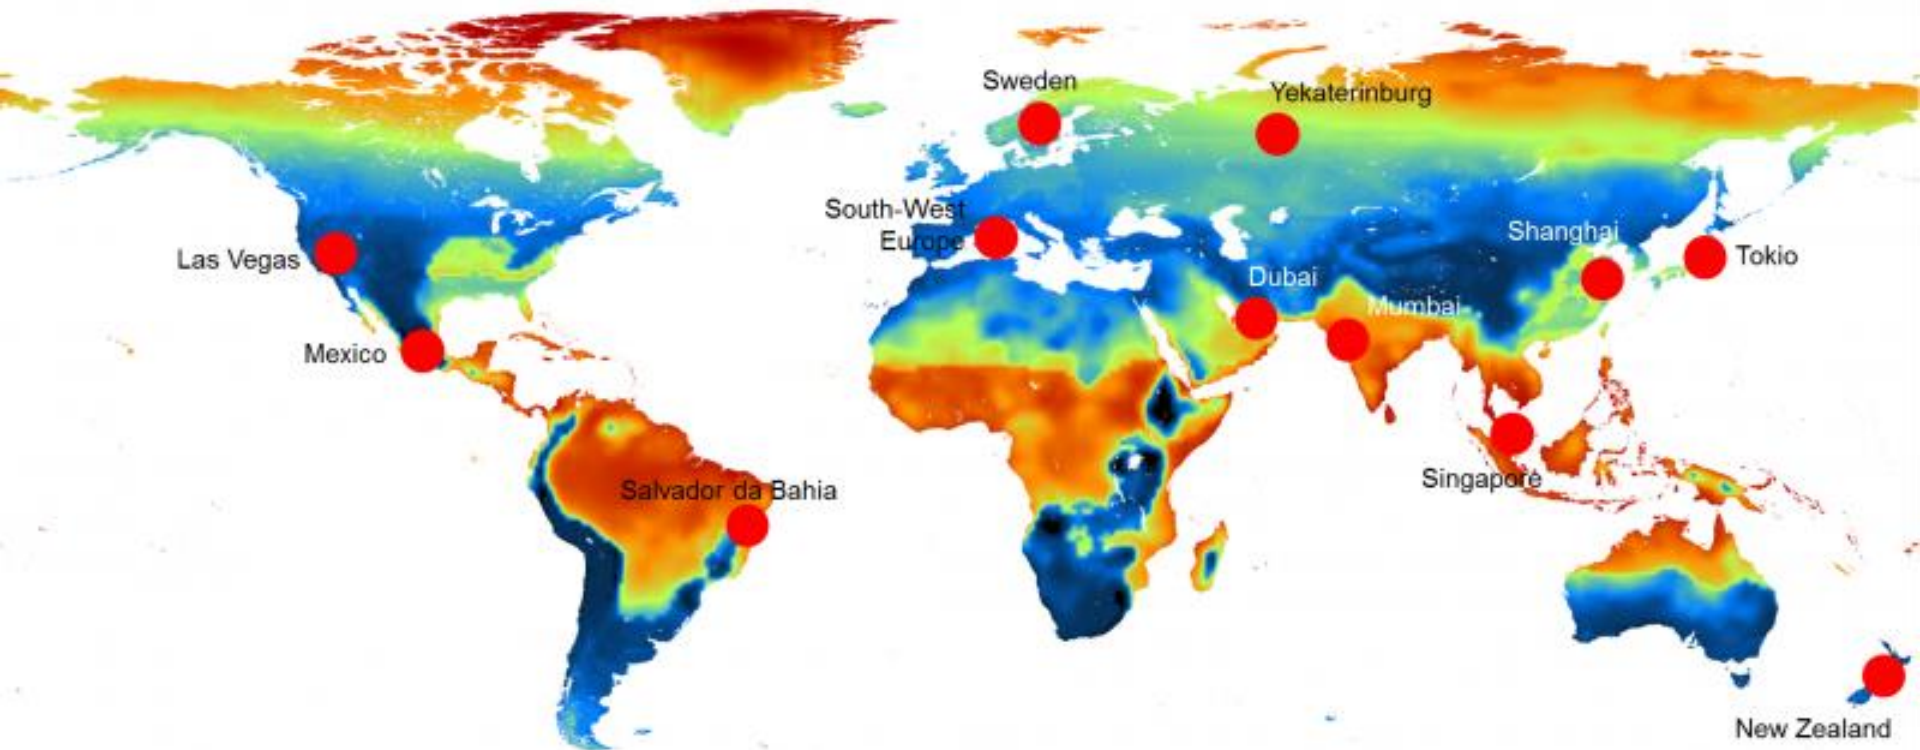 Sweden
Yekaterinburg
South-West
Europe
Shanghai
Las Vegas
Tokio
Dubai
Mumbai
Mexico
Singapore
Salvador da Bahia
New Zealand